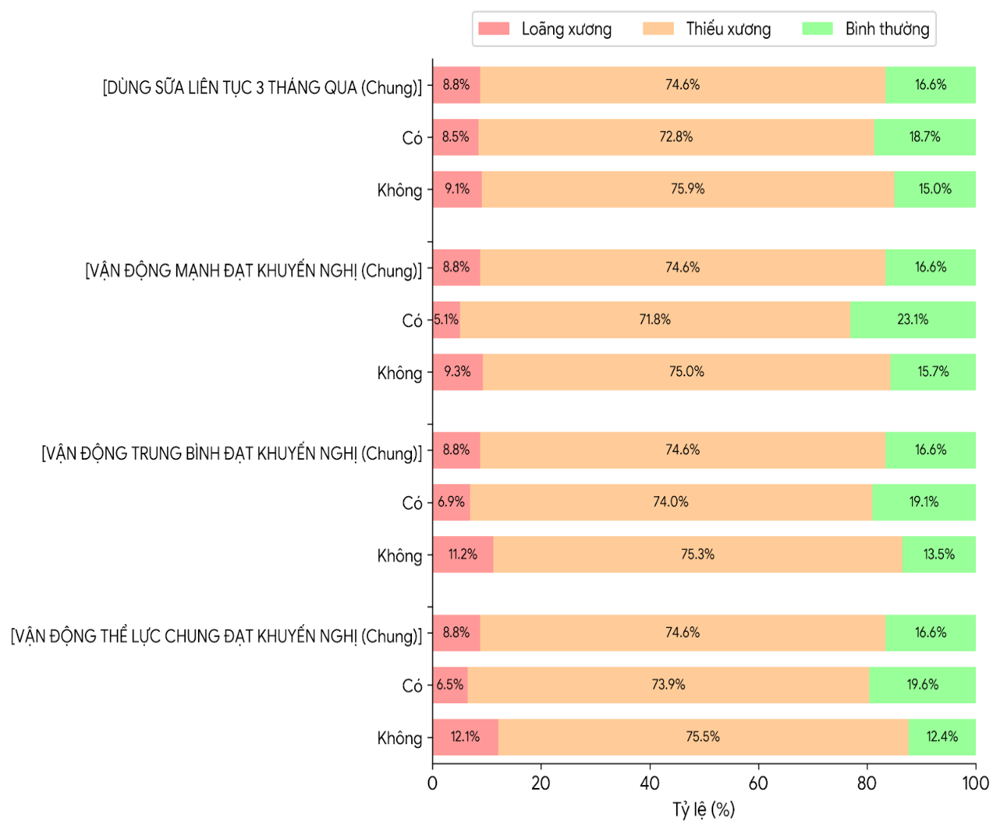 Loãng xương Thiếu xương Bình thường
[DÙNG SỮA LIÊN TỤC 3 THÁNG QUA (Chung)] 8.8% 74.6% 16.6%
Có 8.5% 72.8% 18.7%
Không 9.1% 75.9% 15.0%
[VẬN ĐỘNG MẠNH ĐẠT KHUYẾN NGHỊ (Chung)] 8.8% 74.6% 16.6%
Có 5.1% 71.8% 23.1%
Không 9.3% 75.0% 15.7%
[VẬN ĐỘNG TRUNG BÌNH ĐẠT KHUYẾN NGHỊ (Chung)] 8.8% 74.6% 16.6%
Có 6.9% 74.0% 19.1%
Không 11.2% 75.3% 13.5%
[VẬN ĐỘNG THỂ LỰC CHUNG ĐẠT KHUYẾN NGHỊ (Chung)] 8.8% 74.6% 16.6%
Có 6.5% 73.9% 19.6%
Không 12.1% 75.5% 12.4%
0 20 40 60 80 100
Tỷ lệ (%)